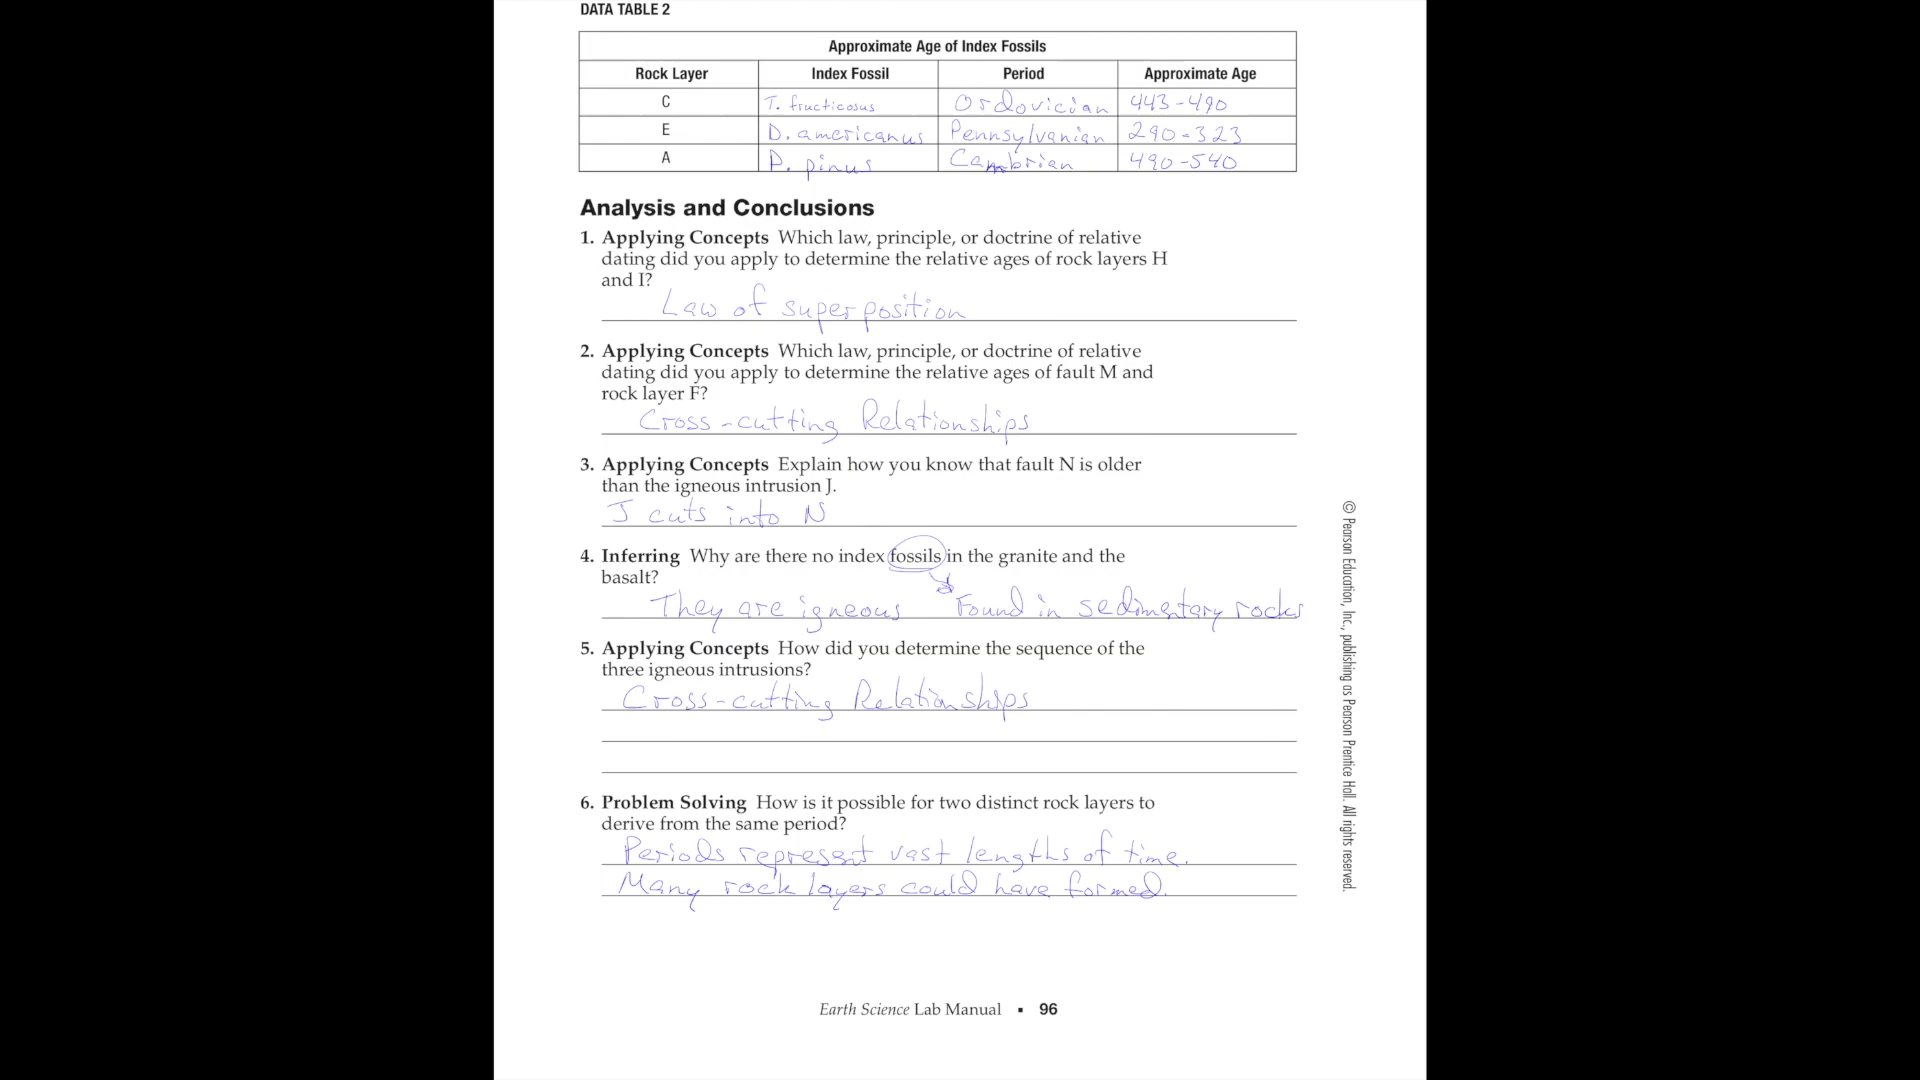 DATA TABLE 2
Approximate Age of Index Fossils
Rock Layer Index Fossil Period Approximate Age
C T. fructicosus Ordovician 443-490
E D. americanus Pennsylvanian 290-323
A P. pinus Cambrian 490-540
Analysis and Conclusions
1. Applying Concepts Which law, principle, or doctrine of relative
dating did you apply to determine the relative ages of rock layers H
and I?
Law of superposition
2. Applying Concepts Which law, principle, or doctrine of relative
dating did you apply to determine the relative ages of fault M and
rock layer F?
Cross-cutting Relationships
3. Applying Concepts Explain how you know that fault N is older
than the igneous intrusion J.
J cuts into N
4. Inferring Why are there no index fossils in the granite and the
basalt?
They are igneous Found in sedimentary rocks
5. Applying Concepts How did you determine the sequence of the
three igneous intrusions?
Cross-cutting Relationships
6. Problem Solving How is it possible for two distinct rock layers to
derive from the same period?
Periods represent vast lengths of time.
Many rock layers could have formed.
Earth Science Lab Manual ▪ 96
© Pearson Education, Inc., publishing as Pearson Prentice Hall. All rights reserved.